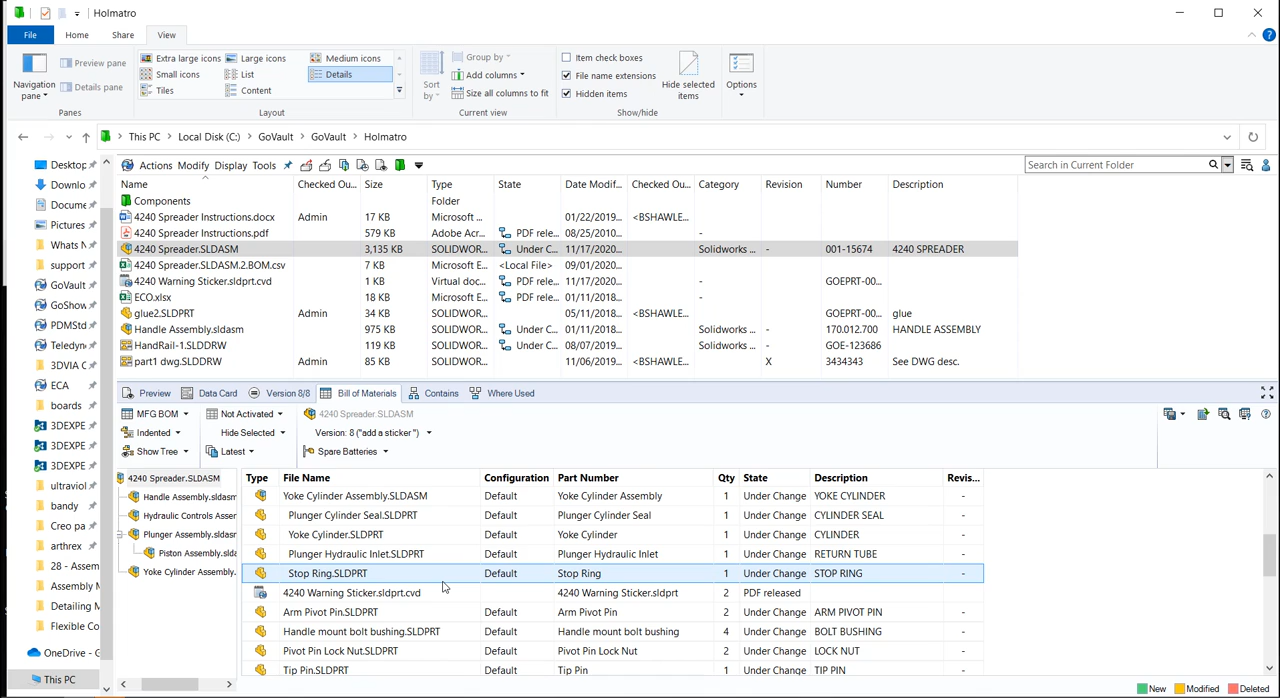 Holmatro
File Home Share View
Navigation pane Preview pane Details pane
Extra large icons Large icons Medium icons
Small icons List Details
Tiles Content
Sort by Group by Add columns Size all columns to fit
Item check boxes
File name extensions
Hidden items
Hide selected items Options
Panes Layout Current view Show/hide
This PC > Local Disk (C:) > GoVault > GoVault > Holmatro
Actions Modify Display Tools Search in Current Folder
Name Checked Ou... Size Type State Date Modif... Checked Ou... Category Revision Number Description
Components Folder
4240 Spreader Instructions.docx Admin 17 KB Microsoft ... 01/22/2019... <BSHAWLE...
4240 Spreader Instructions.pdf 579 KB Adobe Acr... PDF rele... 08/25/2010... -
4240 Spreader.SLDASM 3,135 KB SOLIDWOR... Under C... 11/17/2020... Solidworks ... - 001-15674 4240 SPREADER
4240 Spreader.SLDASM.2.BOM.csv 7 KB Microsoft E... <Local File> 09/01/2020...
4240 Warning Sticker.sldprt.cvd 1 KB Virtual doc... PDF rele... 11/17/2020... - GOEPRT-00...
ECO.xlsx 18 KB Microsoft E... PDF rele... 01/11/2018... -
glue2.SLDPRT Admin 34 KB SOLIDWOR... 05/11/2018... <BSHAWLE... GOEPRT-00... glue
Handle Assembly.sldasm 975 KB SOLIDWOR... Under C... 01/11/2018... Solidworks ... - 170.012.700 HANDLE ASSEMBLY
HandRail-1.SLDDRW 119 KB SOLIDWOR... Under C... 08/07/2019... Solidworks ... - GOE-123686
part1 dwg.SLDDRW Admin 85 KB SOLIDWOR... 11/06/2019... <BSHAWLE... X 3434343 See DWG desc.
Desktop
Downlo
Docume
Pictures
Whats N
support
GoVault
GoShow
PDMStd
Teledyn
3DVIA C
ECA
boards
3DEXPE
3DEXPE
3DEXPE
ultraviol
bandy
Creo pa
arthrex
28 - Assem
Assembly M
Detailing M
Flexible Co
OneDrive - G
This PC
Preview Data Card Version 8/8 Bill of Materials Contains Where Used
MFG BOM Not Activated 4240 Spreader.SLDASM
Indented Hide Selected Version: 8 ("add a sticker")
Show Tree Latest Spare Batteries
4240 Spreader.SLDASM
Handle Assembly.sldasm
Hydraulic Controls Asser
Plunger Assembly.sldasr
Piston Assembly.slda
Yoke Cylinder Assembly.
Type File Name Configuration Part Number Qty State Description Revis...
Yoke Cylinder Assembly.SLDASM Default Yoke Cylinder Assembly 1 Under Change YOKE CYLINDER -
Plunger Cylinder Seal.SLDPRT Default Plunger Cylinder Seal 1 Under Change CYLINDER SEAL -
Yoke Cylinder.SLDPRT Default Yoke Cylinder 1 Under Change CYLINDER -
Plunger Hydraulic Inlet.SLDPRT Default Plunger Hydraulic Inlet 1 Under Change RETURN TUBE -
Stop Ring.SLDPRT Default Stop Ring 1 Under Change STOP RING -
4240 Warning Sticker.sldprt.cvd 4240 Warning Sticker.sldprt 2 PDF released
Arm Pivot Pin.SLDPRT Default Arm Pivot Pin 2 Under Change ARM PIVOT PIN -
Handle mount bolt bushing.SLDPRT Default Handle mount bolt bushing 4 Under Change BOLT BUSHING -
Pivot Pin Lock Nut.SLDPRT Default Pivot Pin Lock Nut 2 Under Change LOCK NUT -
Tip Pin.SLDPRT Default Tip Pin 2 Under Change TIP PIN -
New Modified Deleted